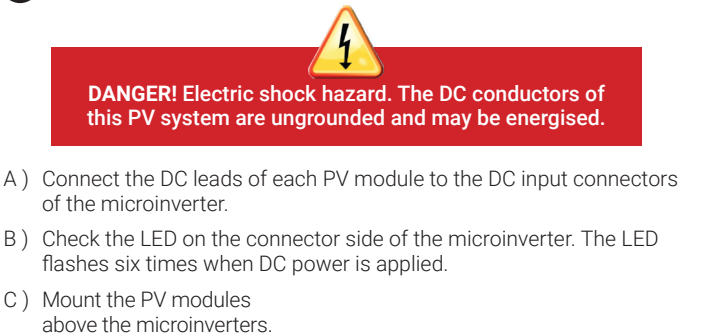 DANGER! Electric shock hazard. The DC conductors of
this PV system are ungrounded and may be energised.
A ) Connect the DC leads of each PV module to the DC input connectors
of the microinverter.
B ) Check the LED on the connector side of the microinverter. The LED
flashes six times when DC power is applied.
C ) Mount the PV modules
above the microinverters.